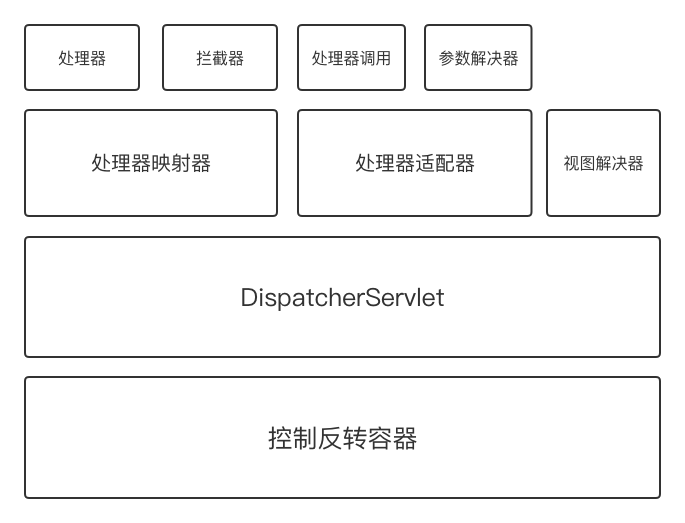 处理器
拦截器
处理器调用
参数解决器
处理器映射器
处理器适配器
视图解决器
DispatcherServlet
控制反转容器